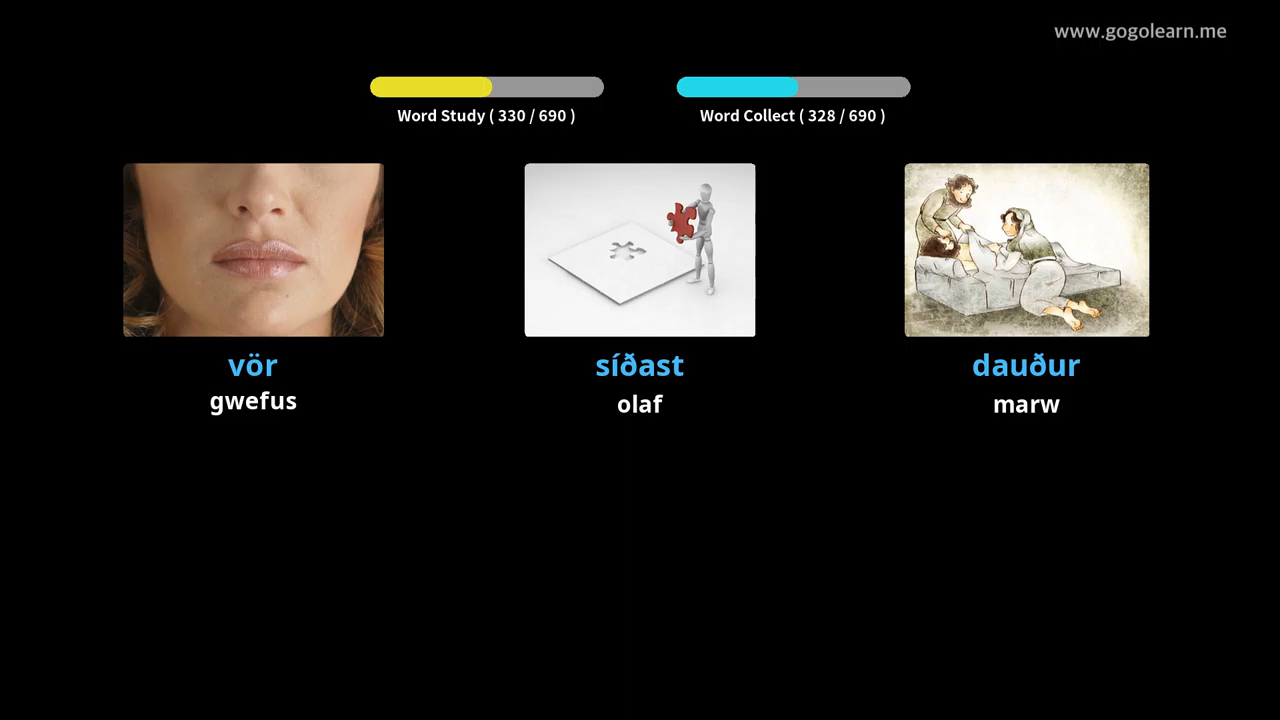 www.gogolearn.me
Word Study ( 330 / 690 )
Word Collect ( 328 / 690 )
vör
gwefus
síðast
olaf
dauður
marw